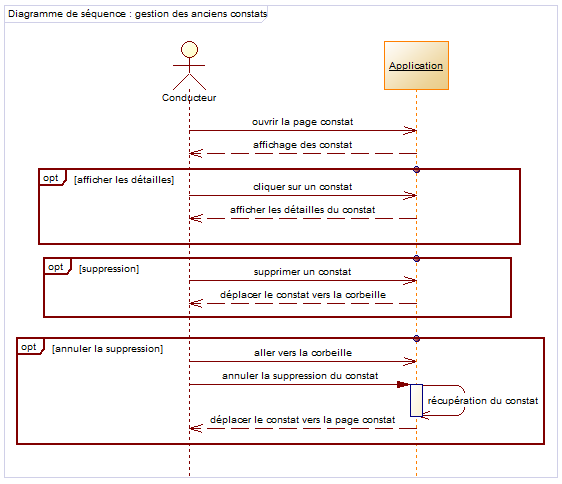 Diagramme de séquence : gestion des anciens constats
Conducteur
Application
ouvrir la page constat
affichage des constat
opt
[afficher les détailles]
cliquer sur un constat
afficher les détailles du constat
opt
[suppression]
supprimer un constat
déplacer le constat vers la corbeille
opt
[annuler la suppression]
aller vers la corbeille
annuler la suppression du constat
récupération du constat
déplacer le constat vers la page constat